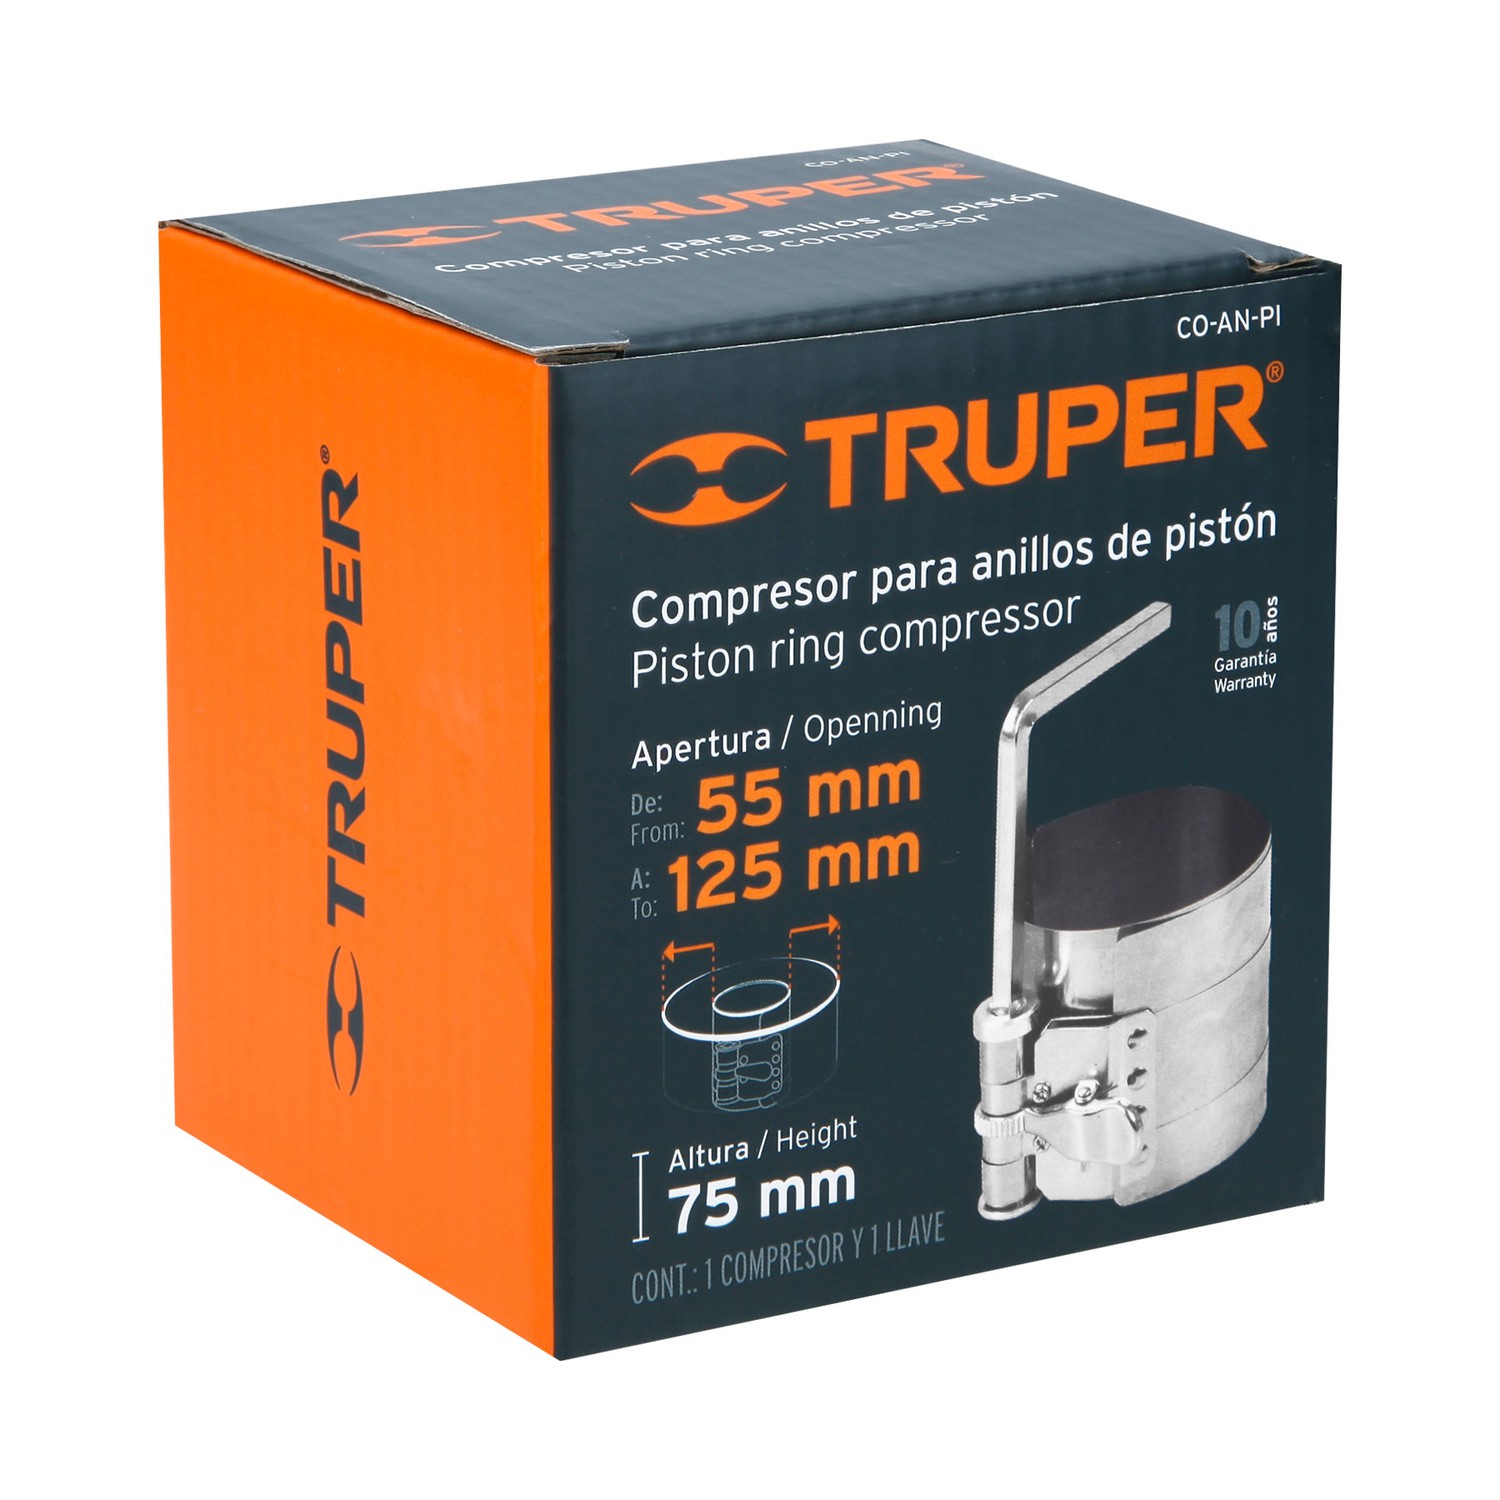 CO-AN-PI
TRUPER®
Compresor para anillos de pistón
Piston ring compressor
TRUPER®
CO-AN-PI
TRUPER®
Compresor para anillos de pistón
Piston ring compressor
10 años
Garantía
Warranty
Apertura / Openning
De:
From: 55 mm
A:
To: 125 mm
Altura / Height
75 mm
CONT.: 1 COMPRESOR Y 1 LLAVE